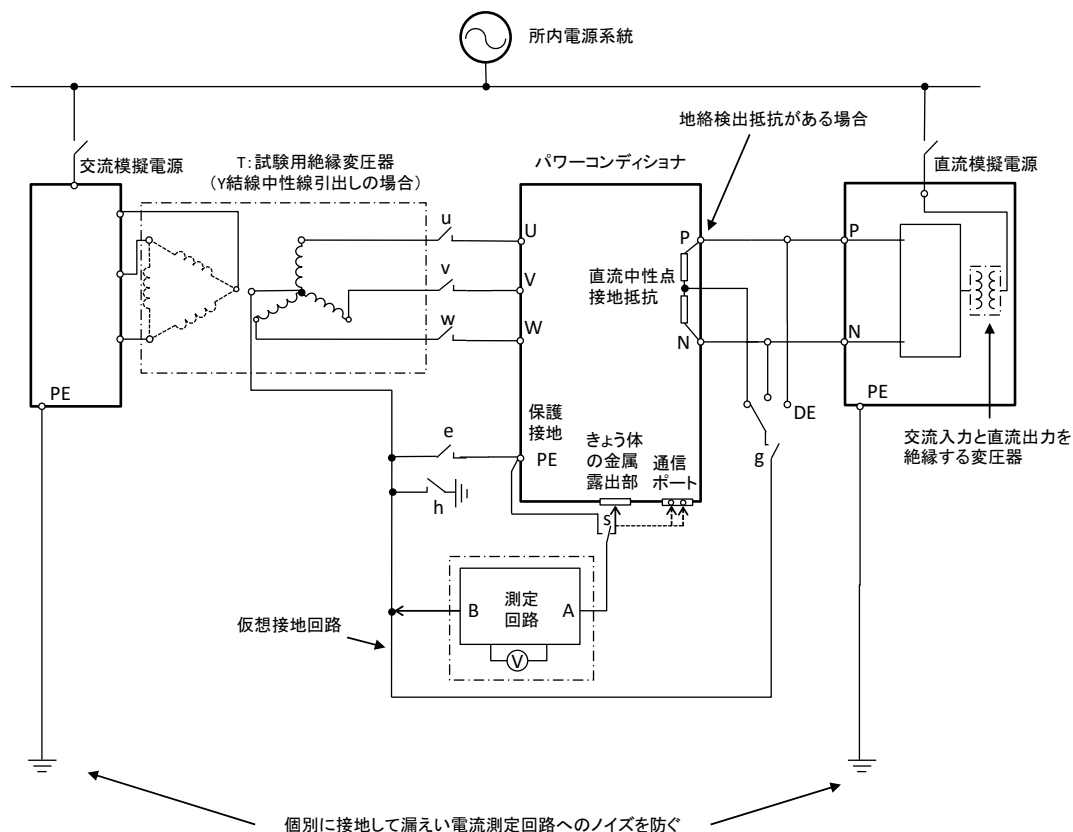 所内電源系統
地絡検出抵抗がある場合
交流模擬電源
T:試験用絶縁変圧器
(Y結線中性線引出しの場合)
パワーコンディショナ
直流模擬電源
u
U
v
V
w
W
P
直流中性点
接地抵抗
N
P
N
PE
PE
DE
g
保護
接地
PE
e
h
きょう体
の金属
露出部
通信
ポート
s
交流入力と直流出力を
絶縁する変圧器
B
測定
回路
A
V
仮想接地回路
個別に接地して漏えい電流測定回路へのノイズを防ぐ